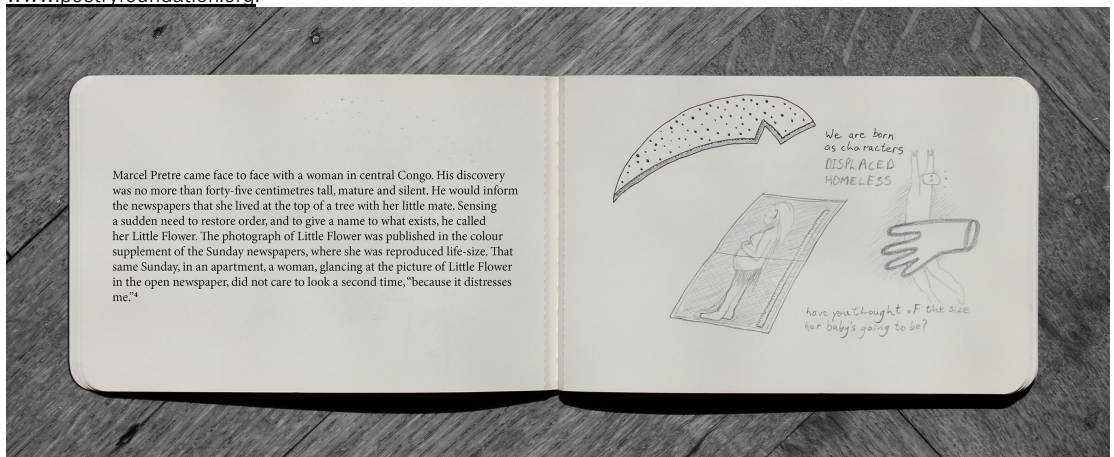 www.poetryfoundation.org.
Marcel Pretre came face to face with a woman in central Congo. His discovery
was no more than forty-five centimetres tall, mature and silent. He would inform
the newspapers that she lived at the top of a tree with her little mate. Sensing
a sudden need to restore order, and to give a name to what exists, he called
her Little Flower. The photograph of Little Flower was published in the colour
supplement of the Sunday newspapers, where she was reproduced life-size. That
same Sunday, in an apartment, a woman, glancing at the picture of Little Flower
in the open newspaper, did not care to look a second time, “because it distresses
me.”⁴
We are born
as characters
DISPLACED
HOMELESS
have you thought of the size
her baby's going to be?